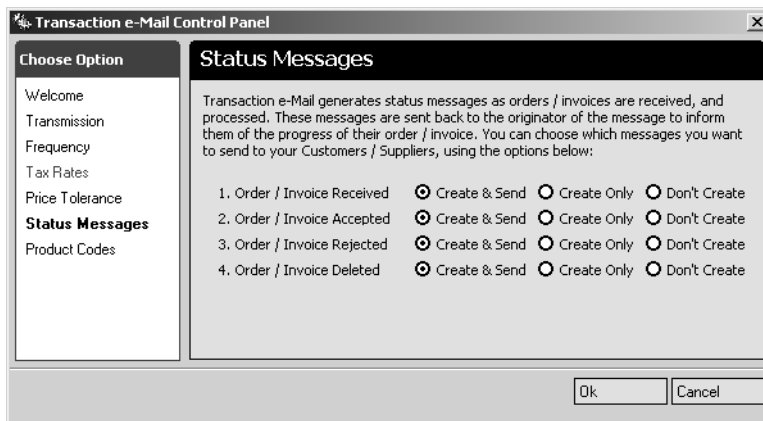 Transaction e-Mail Control Panel
Choose Option
Welcome
Transmission
Frequency
Tax Rates
Price Tolerance
Status Messages
Product Codes
Status Messages
Transaction e-Mail generates status messages as orders / invoices are received, and
processed. These messages are sent back to the originator of the message to inform
them of the progress of their order / invoice. You can choose which messages you want
to send to your Customers / Suppliers, using the options below:
1. Order / Invoice Received Create & Send Create Only Don't Create
2. Order / Invoice Accepted Create & Send Create Only Don't Create
3. Order / Invoice Rejected Create & Send Create Only Don't Create
4. Order / Invoice Deleted Create & Send Create Only Don't Create
Ok Cancel